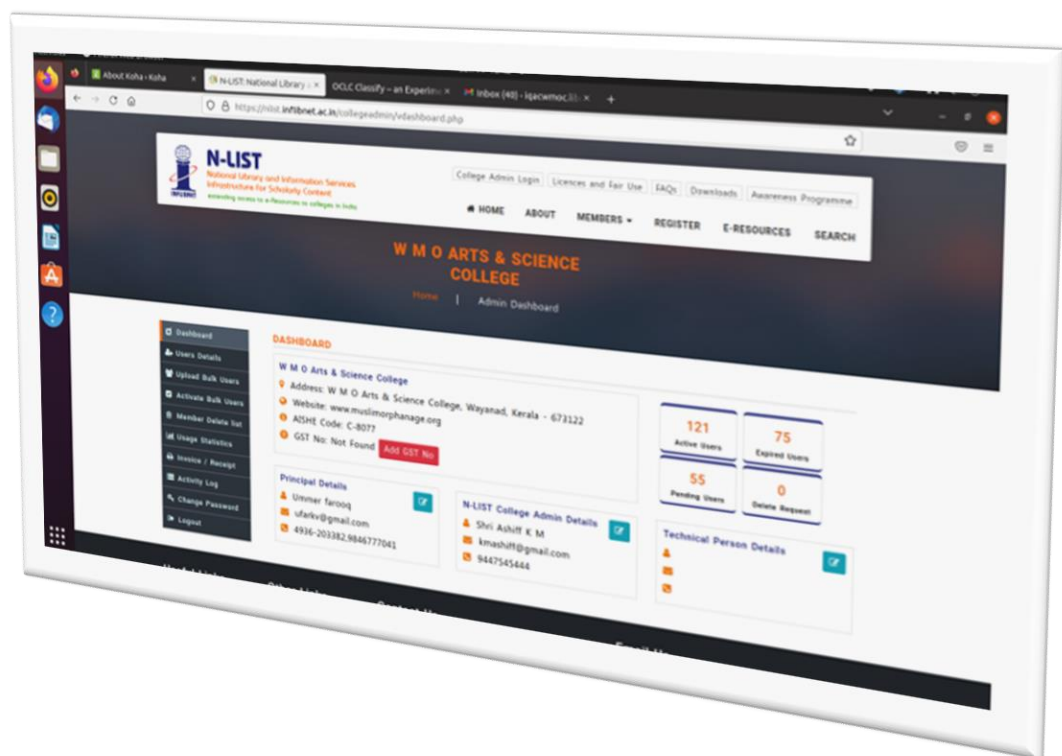 About Koha › Koha
N-LIST: National Library
OCLC Classify – an Experime
Inbox (40) - iqacwmoc.lib
https://nlist.inflibnet.ac.in/collegeadmin/vdashboard.php
INFLIBNET
N-LIST
National Library and Information Services
Infrastructure for Scholarly Content
extending access to e-Resources to colleges in India
College Admin Login
Licences and Fair Use
FAQs
Downloads
Awareness Programme
HOME
ABOUT
MEMBERS
REGISTER
E-RESOURCES
SEARCH
W M O ARTS & SCIENCE
COLLEGE
Home | Admin Dashboard
Dashboard
Users Details
Upload Bulk Users
Activate Bulk Users
Member Delete list
Usage Statistics
Invoice / Receipt
Activity Log
Change Password
Logout
DASHBOARD
W M O Arts & Science College
Address: W M O Arts & Science College, Wayanad, Kerala - 673122
Website: www.muslimorphanage.org
AISHE Code: C-8077
GST No: Not Found Add GST No
121
Active Users
75
Expired Users
55
Pending Users
0
Delete Request
Principal Details
Ummer farooq
ufarkv@gmail.com
4936-203382,9846777041
N-LIST College Admin Details
Shri Ashiff K M
kmashiff@gmail.com
9447545444
Technical Person Details